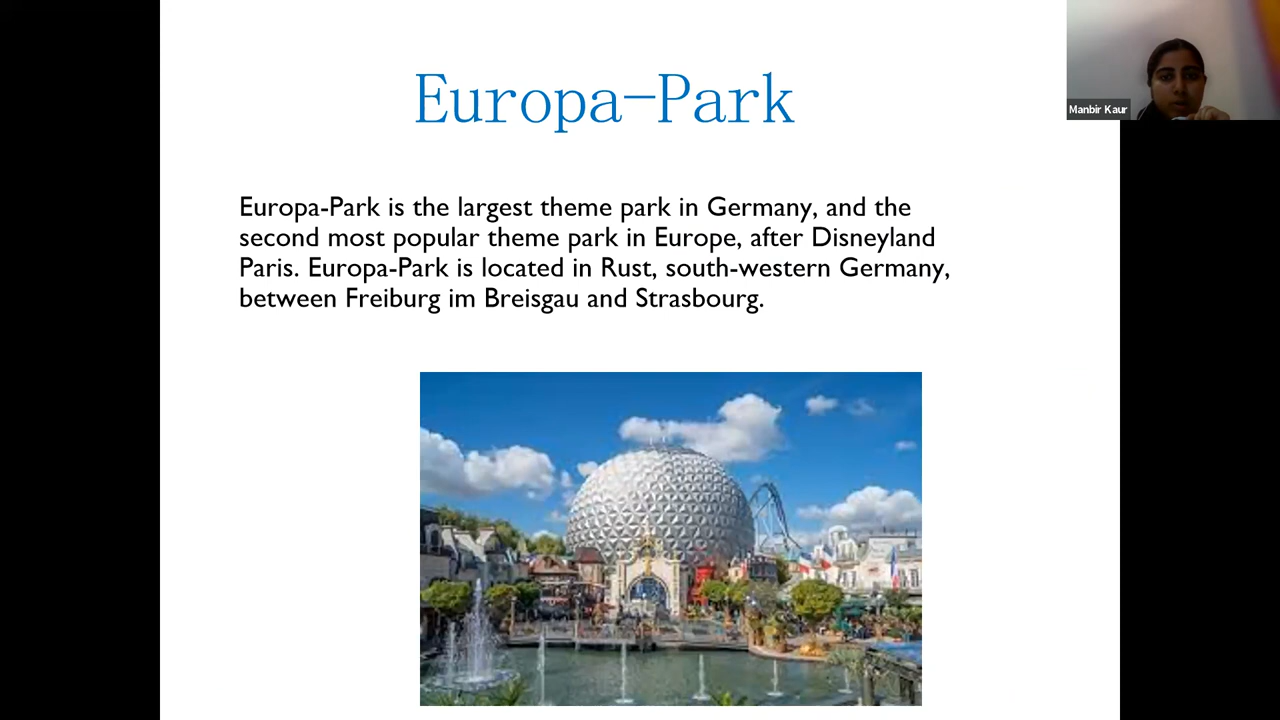 Europa-Park
Manbir Kaur
Europa-Park is the largest theme park in Germany, and the
second most popular theme park in Europe, after Disneyland
Paris. Europa-Park is located in Rust, south-western Germany,
between Freiburg im Breisgau and Strasbourg.